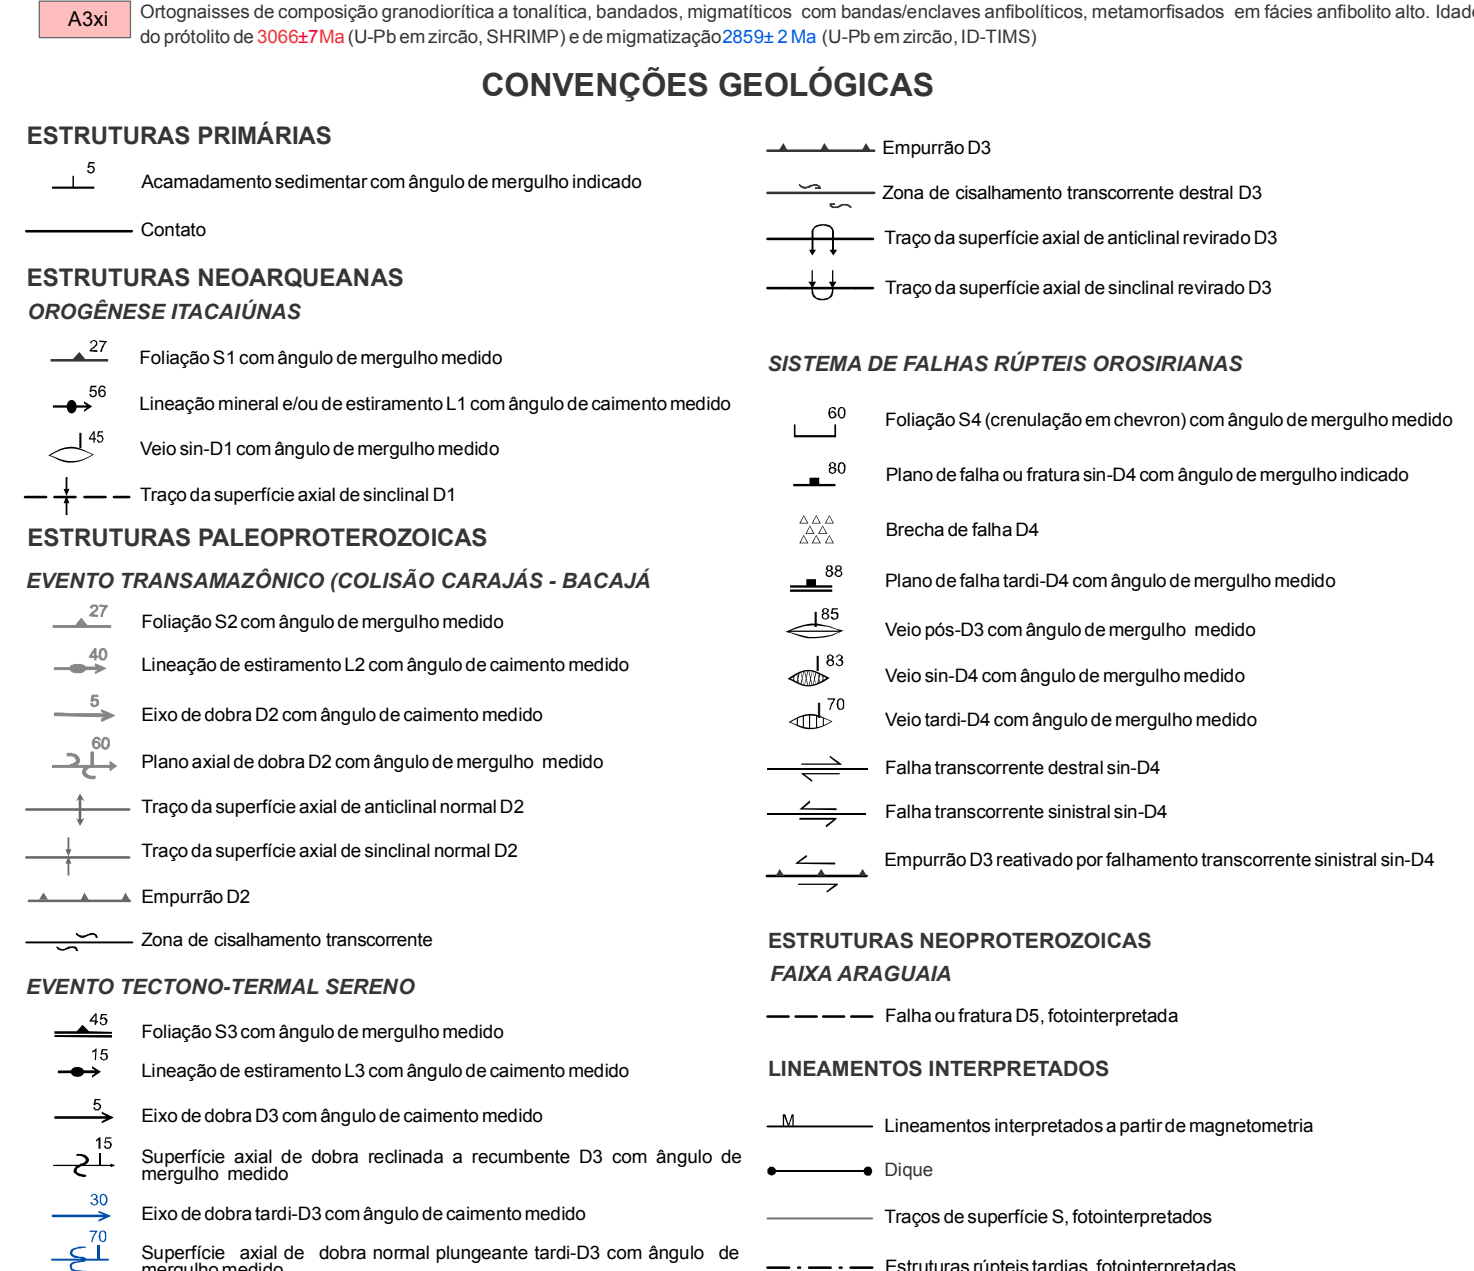 A3xi
Ortognaisses de composição granodiorítica a tonalítica, bandados, migmatíticos com bandas/enclaves anfibolíticos, metamorfisados em fácies anfibolito alto. Idade
do prótolito de 3066±7Ma (U-Pb em zircão, SHRIMP) e de migmatização 2859± 2 Ma (U-Pb em zircão, ID-TIMS)
CONVENÇÕES GEOLÓGICAS
ESTRUTURAS PRIMÁRIAS
5
Acamadamento sedimentar com ângulo de mergulho indicado
Contato
ESTRUTURAS NEOARQUEANAS
OROGÊNESE ITACAIÚNAS
27
Foliação S1 com ângulo de mergulho medido
56
Lineação mineral e/ou de estiramento L1 com ângulo de caimento medido
45
Veio sin-D1 com ângulo de mergulho medido
Traço da superfície axial de sinclinal D1
ESTRUTURAS PALEOPROTEROZOICAS
EVENTO TRANSAMAZÔNICO (COLISÃO CARAJÁS - BACAJÁ
27
Foliação S2 com ângulo de mergulho medido
40
Lineação de estiramento L2 com ângulo de caimento medido
5
Eixo de dobra D2 com ângulo de caimento medido
60
Plano axial de dobra D2 com ângulo de mergulho medido
Traço da superfície axial de anticlinal normal D2
Traço da superfície axial de sinclinal normal D2
Empurrão D2
Zona de cisalhamento transcorrente
EVENTO TECTONO-TERMAL SERENO
45
Foliação S3 com ângulo de mergulho medido
15
Lineação de estiramento L3 com ângulo de caimento medido
5
Eixo de dobra D3 com ângulo de caimento medido
15
Superfície axial de dobra reclinada a recumbente D3 com ângulo de
mergulho medido
30
Eixo de dobra tardi-D3 com ângulo de caimento medido
70
Superfície axial de dobra normal plungeante tardi-D3 com ângulo de
mergulho medido
Empurrão D3
Zona de cisalhamento transcorrente destral D3
Traço da superfície axial de anticlinal revirado D3
Traço da superfície axial de sinclinal revirado D3
SISTEMA DE FALHAS RÚPTEIS OROSIRIANAS
60
Foliação S4 (crenulação em chevron) com ângulo de mergulho medido
80
Plano de falha ou fratura sin-D4 com ângulo de mergulho indicado
Brecha de falha D4
88
Plano de falha tardi-D4 com ângulo de mergulho medido
85
Veio pós-D3 com ângulo de mergulho medido
83
Veio sin-D4 com ângulo de mergulho medido
70
Veio tardi-D4 com ângulo de mergulho medido
Falha transcorrente destral sin-D4
Falha transcorrente sinistral sin-D4
Empurrão D3 reativado por falhamento transcorrente sinistral sin-D4
ESTRUTURAS NEOPROTEROZOICAS
FAIXA ARAGUAIA
Falha ou fratura D5, fotointerpretada
LINEAMENTOS INTERPRETADOS
M
Lineamentos interpretados a partir de magnetometria
Dique
Traços de superfície S, fotointerpretados
Estruturas rúpteis tardias, fotointerpretadas